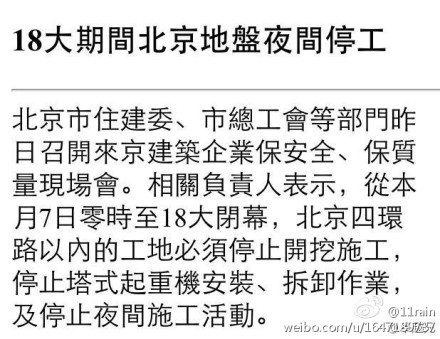 18大期間北京地盤夜間停工
北京市住建委、市總工會等部門昨
日召開來京建築企業保安全、保質
量現場會。相關負責人表示，從本
月7日零時至18大閉幕，北京四環
路以內的工地必須停止開挖施工，
停止塔式起重機安裝、拆卸作業，
及停止夜間施工活動。
@11rain